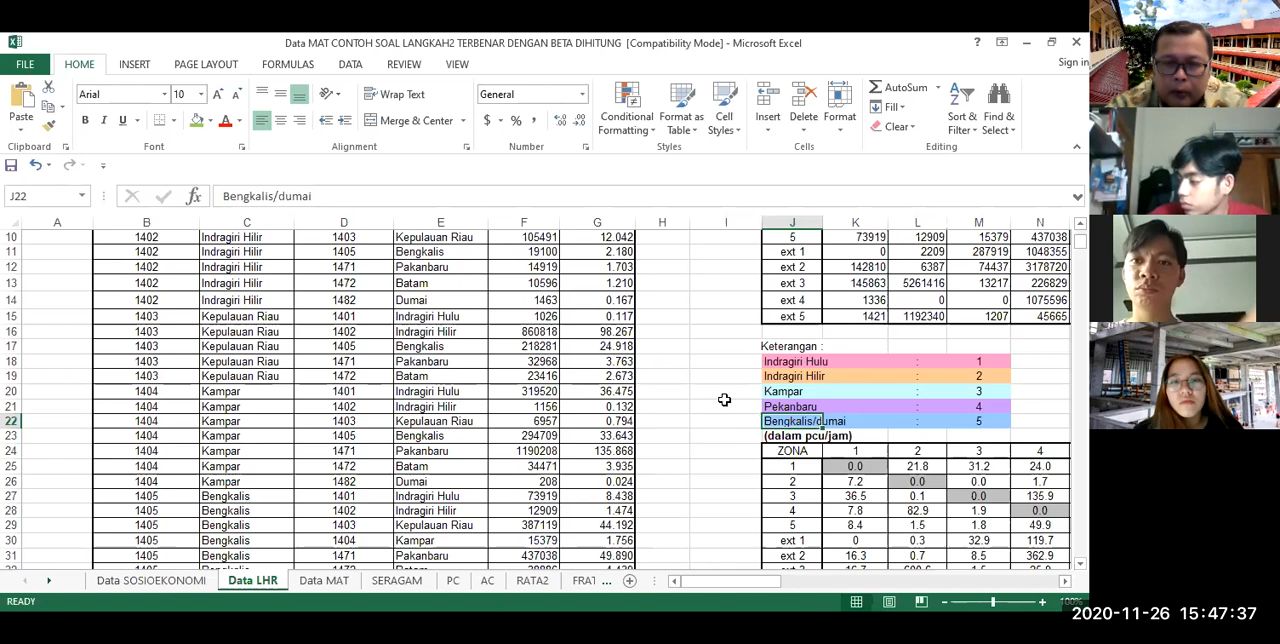 Data MAT CONTOH SOAL LANGKAH2 TERBENAR DENGAN BETA DIHITUNG [Compatibility Mode] - Microsoft Excel
FILE HOME INSERT PAGE LAYOUT FORMULAS DATA REVIEW VIEW Sign in
Paste Arial 10 Wrap Text General Conditional Formatting Format as Table Cell Styles Insert Delete Format AutoSum Fill Clear Sort & Filter Find & Select
B I U Merge & Center $ %
Clipboard Font Alignment Number Styles Cells Editing
J22 fx Bengkalis/dumai
A B C D E F G H I J K L M N
10 1402 Indragiri Hilir 1403 Kepulauan Riau 105491 12.042 5 73919 12909 15379 437038
11 1402 Indragiri Hilir 1405 Bengkalis 19100 2.180 ext 1 0 2209 287919 1048355
12 1402 Indragiri Hilir 1471 Pakanbaru 14919 1.703 ext 2 142810 6387 74437 3178720
13 1402 Indragiri Hilir 1472 Batam 10596 1.210 ext 3 145863 5261416 13217 226829
14 1402 Indragiri Hilir 1482 Dumai 1463 0.167 ext 4 1336 0 0 1075596
15 1403 Kepulauan Riau 1401 Indragiri Hulu 1026 0.117 ext 5 1421 1192340 1207 45665
16 1403 Kepulauan Riau 1402 Indragiri Hilir 860818 98.267
17 1403 Kepulauan Riau 1405 Bengkalis 218281 24.918 Keterangan :
18 1403 Kepulauan Riau 1471 Pakanbaru 32968 3.763 Indragiri Hulu : 1
19 1403 Kepulauan Riau 1472 Batam 23416 2.673 Indragiri Hilir : 2
20 1404 Kampar 1401 Indragiri Hulu 319520 36.475 Kampar : 3
21 1404 Kampar 1402 Indragiri Hilir 1156 0.132 Pekanbaru : 4
22 1404 Kampar 1403 Kepulauan Riau 6957 0.794 Bengkalis/dumai : 5
23 1404 Kampar 1405 Bengkalis 294709 33.643 (dalam pcu/jam)
24 1404 Kampar 1471 Pakanbaru 1190208 135.868 ZONA 1 2 3 4
25 1404 Kampar 1472 Batam 34471 3.935 1 0.0 21.8 31.2 24.0
26 1404 Kampar 1482 Dumai 208 0.024 2 7.2 0.0 0.0 1.7
27 1405 Bengkalis 1401 Indragiri Hulu 73919 8.438 3 36.5 0.1 0.0 135.9
28 1405 Bengkalis 1402 Indragiri Hilir 12909 1.474 4 7.8 82.9 1.9 0.0
29 1405 Bengkalis 1403 Kepulauan Riau 387119 44.192 5 8.4 1.5 1.8 49.9
30 1405 Bengkalis 1404 Kampar 15379 1.756 ext 1 0 0.3 32.9 119.7
31 1405 Bengkalis 1471 Pakanbaru 437038 49.890 ext 2 16.3 0.7 8.5 362.9
Data SOSIOEKONOMI Data LHR Data MAT SERAGAM PC AC RATA2 FRAT ...
READY 100%
2020-11-26 15:47:37